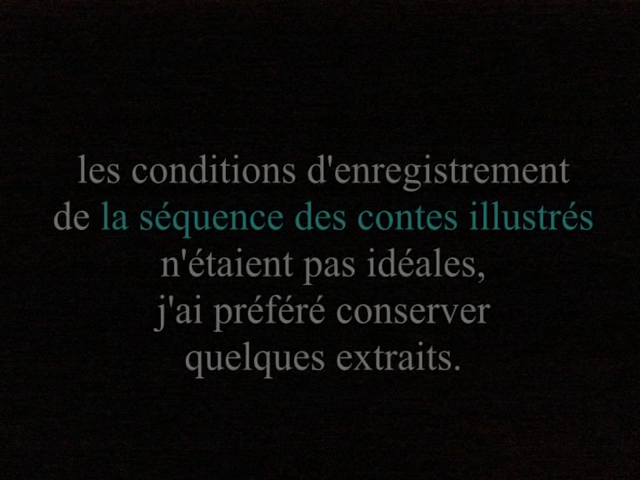 les conditions d'enregistrement
de la séquence des contes illustrés
n'étaient pas idéales,
j'ai préféré conserver
quelques extraits.